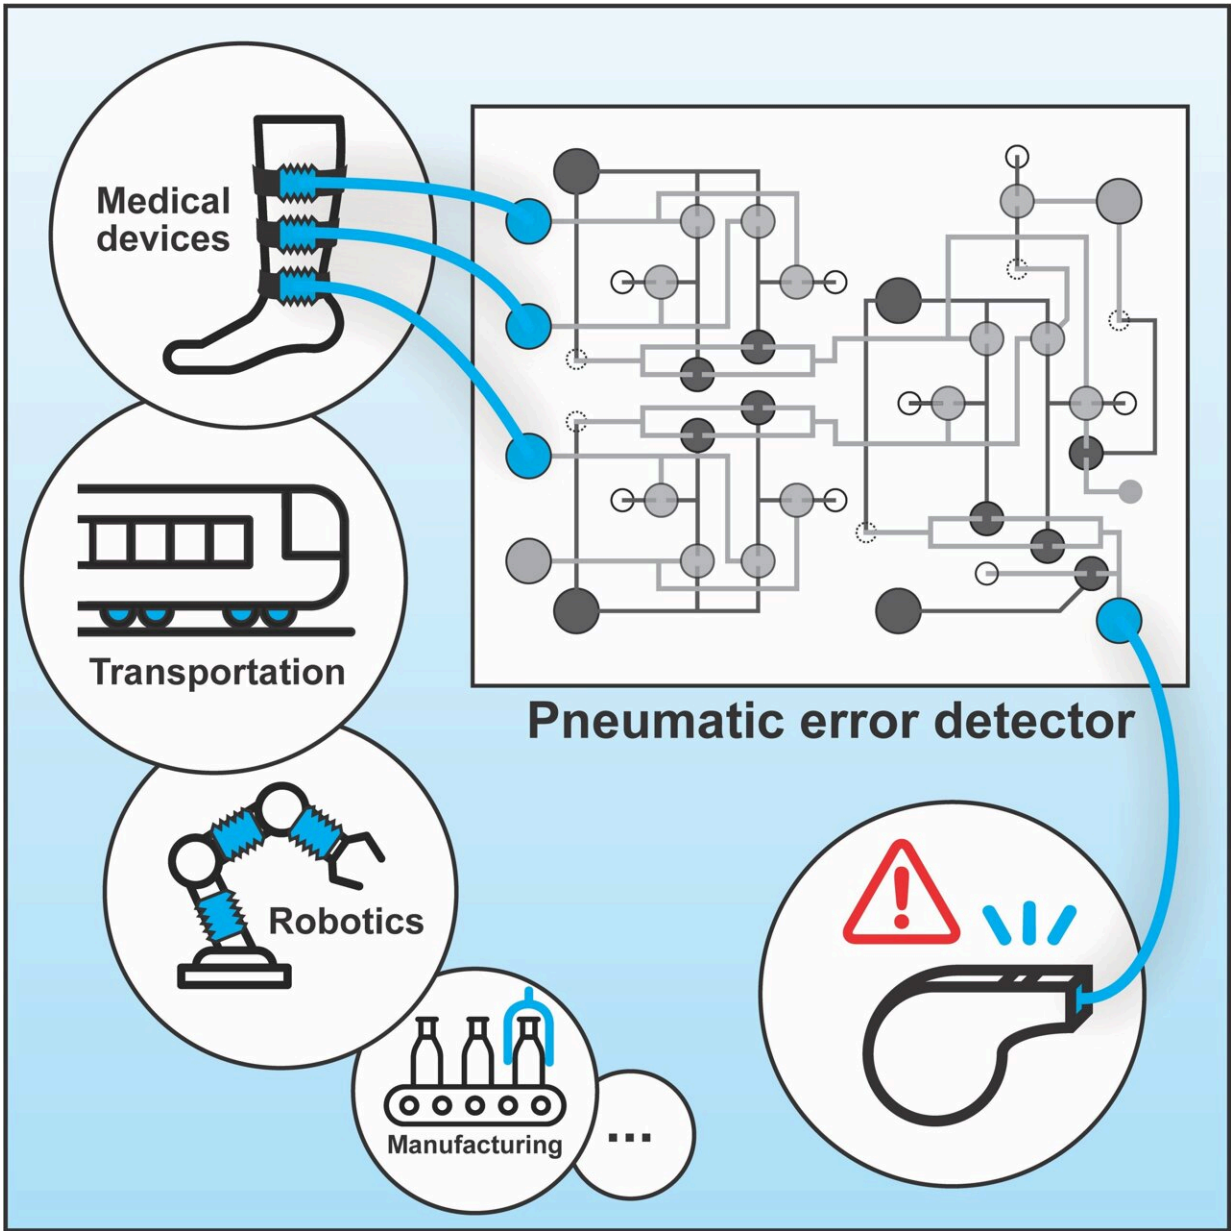 Medical
devices
Transportation
Robotics
Manufacturing
...
Pneumatic error detector
!